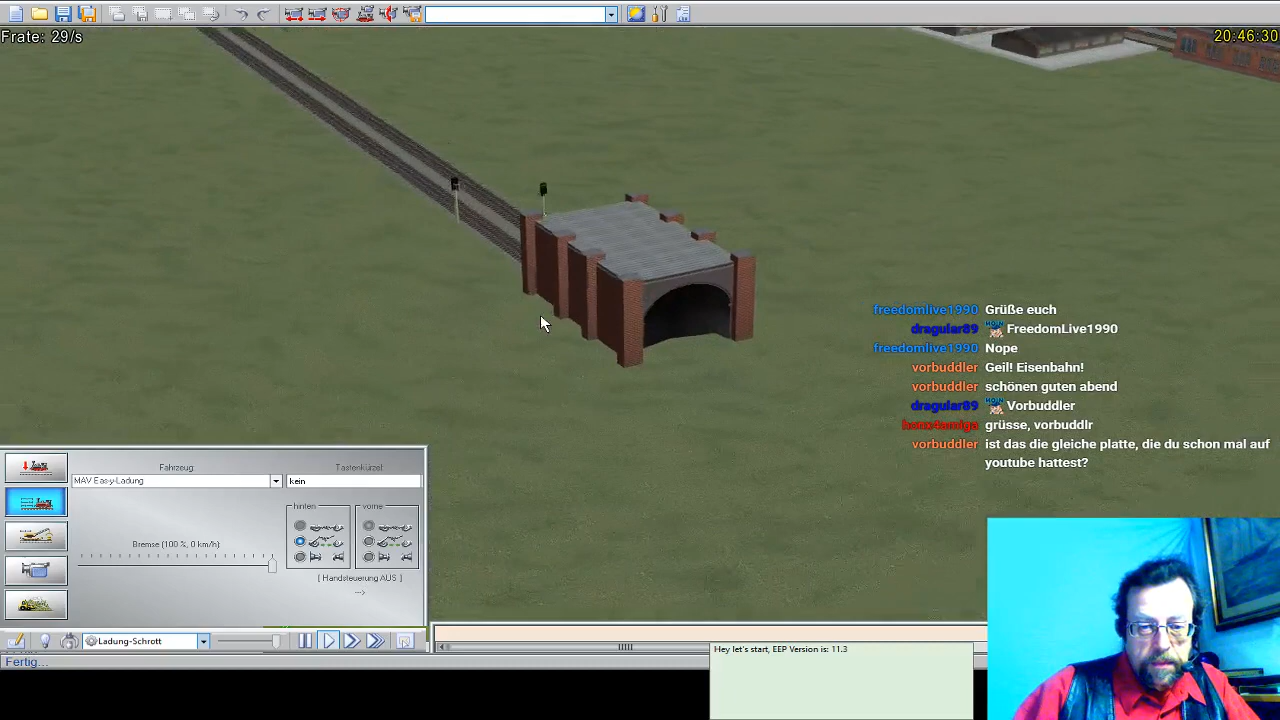 Frate: 29/s
20:46:30
freedomlive1990 Grüße euch
dragular89 FreedomLive1990
freedomlive1990 Nope
vorbuddler Geil! Eisenbahn!
vorbuddler schönen guten abend
dragular89 Vorbuddler
grüsse, vorbuddlr
vorbuddler ist das die gleiche platte, die du schon mal auf
youtube hattest?
Fahrzeug:
Tastenkürzel:
MAV Easy-Ladung
kein
hinten
vorne
Bremse (100 %, 0 km/h)
[ Handsteuerung AUS ]
-->
Ladung-Schrott
Hey let's start, EEP Version is: 11.3
Fertig...